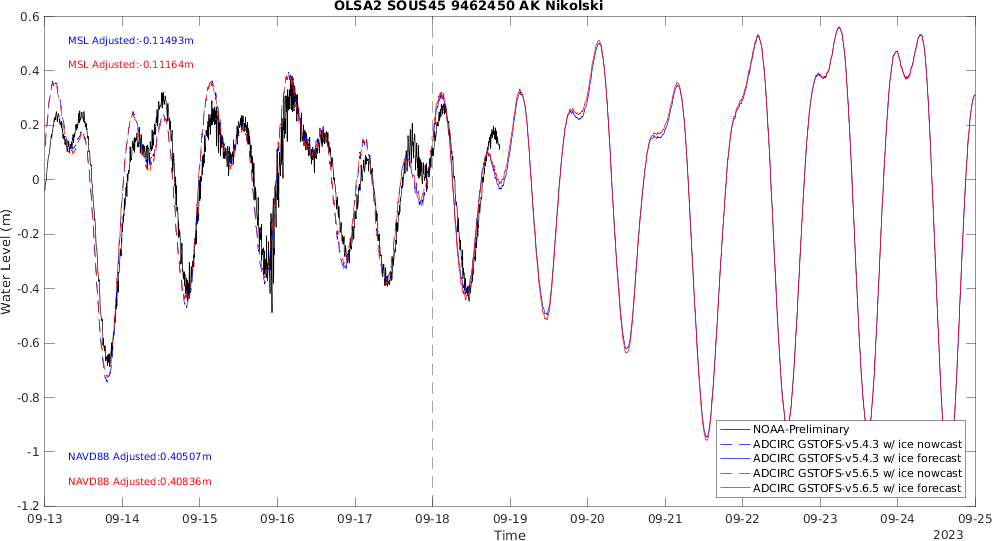 OLSA2 SOUS45 9462450 AK Nikolski
MSL Adjusted:-0.11493m
MSL Adjusted:-0.11164m
NAVD88 Adjusted:0.40507m
NAVD88 Adjusted:0.40836m
Water Level (m)
0.6
0.4
0.2
0
-0.2
-0.4
-0.6
-0.8
-1
-1.2
NOAA-Preliminary
ADCIRC GSTOFS-v5.4.3 w/ ice nowcast
ADCIRC GSTOFS-v5.4.3 w/ ice forecast
ADCIRC GSTOFS-v5.6.5 w/ ice nowcast
ADCIRC GSTOFS-v5.6.5 w/ ice forecast
09-13 09-14 09-15 09-16 09-17 09-18 09-19 09-20 09-21 09-22 09-23 09-24 09-25
Time
2023